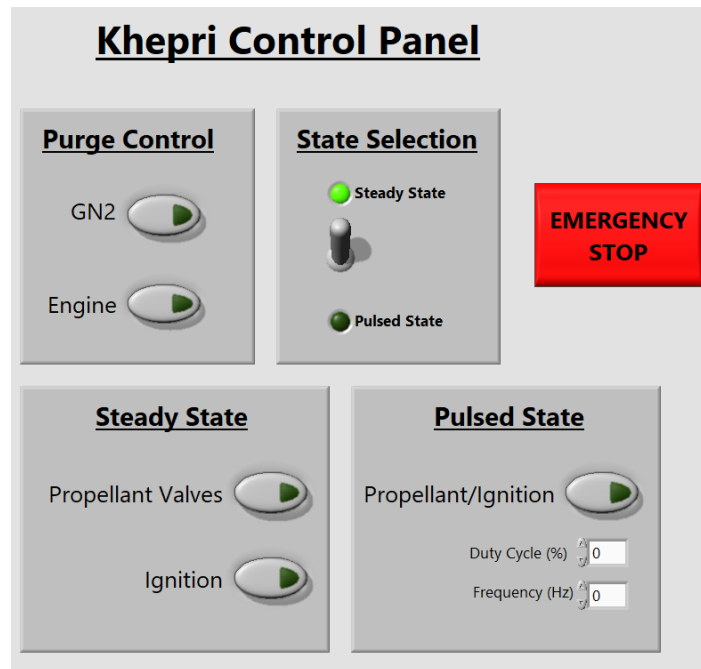 Khepri Control Panel
Purge Control
GN2
Engine
State Selection
Steady State
Pulsed State
EMERGENCY
STOP
Steady State
Propellant Valves
Ignition
Pulsed State
Propellant/Ignition
Duty Cycle (%) 0
Frequency (Hz) 0